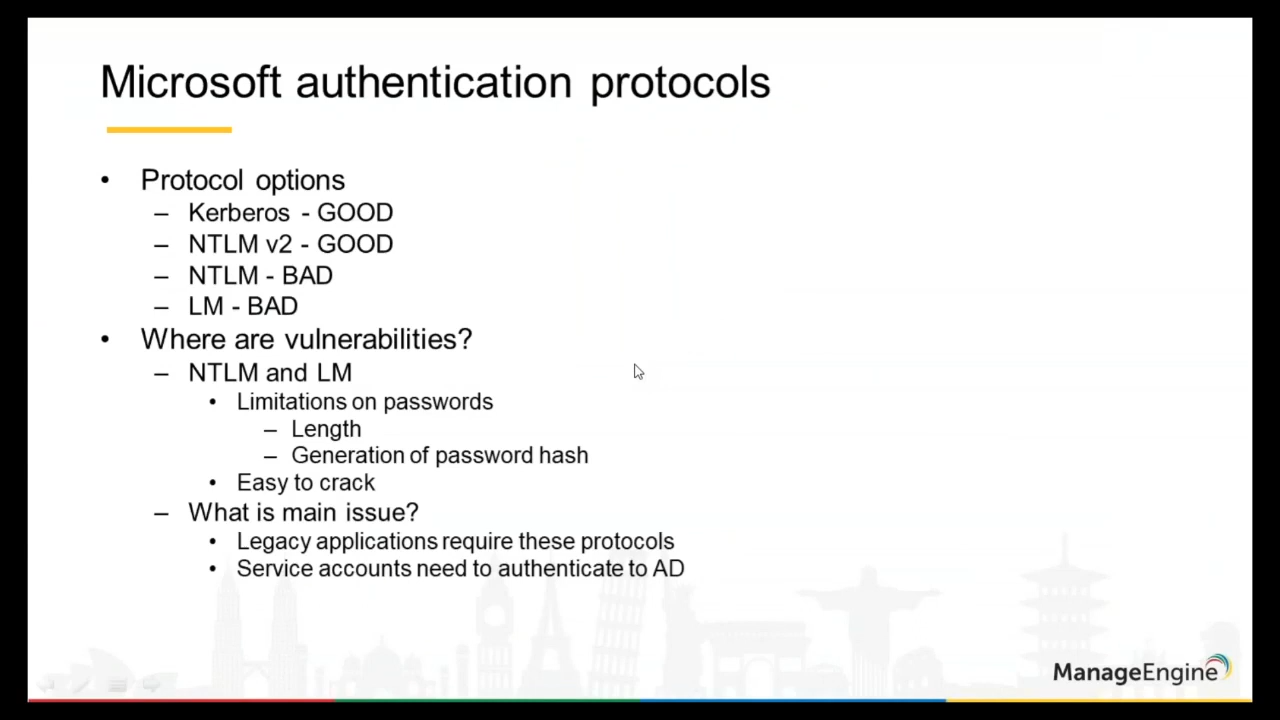 Microsoft authentication protocols
• Protocol options
– Kerberos - GOOD
– NTLM v2 - GOOD
– NTLM - BAD
– LM - BAD
• Where are vulnerabilities?
– NTLM and LM
• Limitations on passwords
– Length
– Generation of password hash
• Easy to crack
– What is main issue?
• Legacy applications require these protocols
• Service accounts need to authenticate to AD
ManageEngine